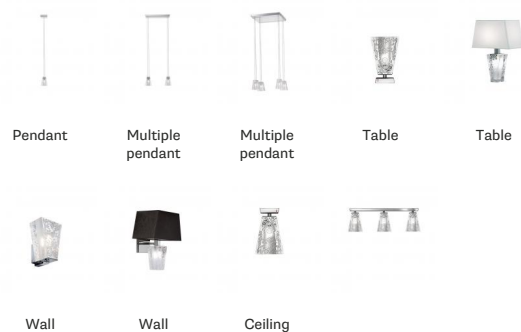 Pendant
Multiple
pendant
Multiple
pendant
Table
Table
Wall
Wall
Ceiling